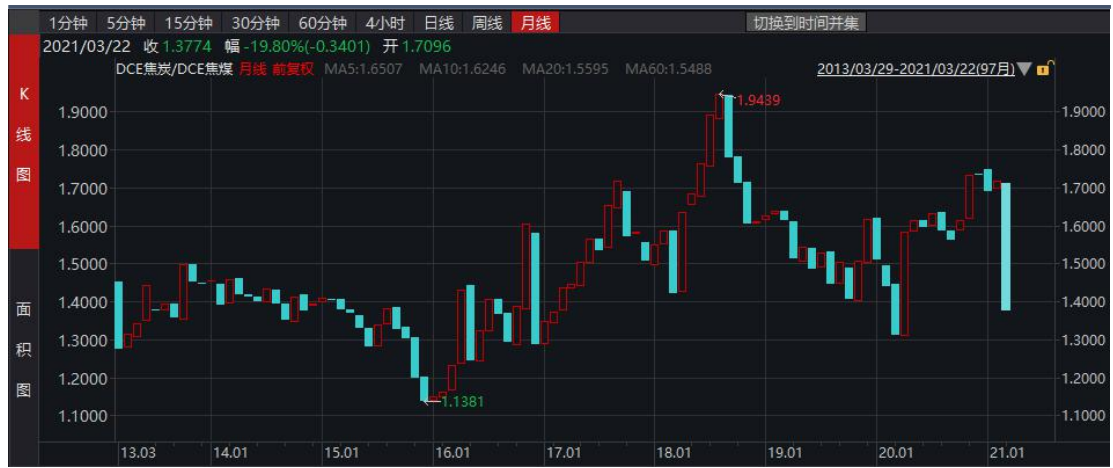 1分钟 5分钟 15分钟 30分钟 60分钟 4小时 日线 周线 月线 切换到时间并集
2021/03/22 收1.3774 幅-19.80%(-0.3401) 开1.7096
DCE焦炭/DCE焦煤 月线 前复权 MA5:1.6507 MA10:1.6246 MA20:1.5595 MA60:1.5488 2013/03/29-2021/03/22(97月)▼
K
线
图
面
积
图
1.9439
1.9000 1.9000
1.8000 1.8000
1.7000 1.7000
1.6000 1.6000
1.5000 1.5000
1.4000 1.4000
1.3000 1.3000
1.2000 1.2000
1.1381
1.1000 1.1000
13.03 14.01 15.01 16.01 17.01 18.01 19.01 20.01 21.01